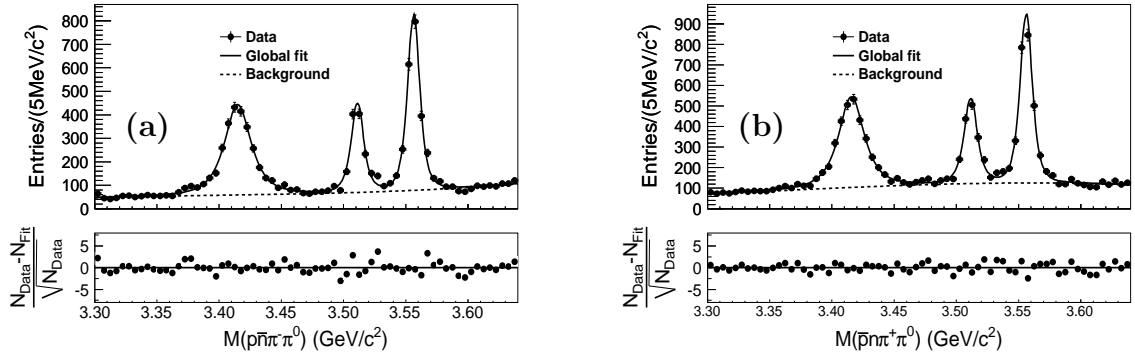 800
700
600
500
400
300
200
100
0
Entries/(5MeV/c²)
Data
Global fit
Background
(a)
5
0
-5
N_Data-N_Fit
√N_Data
3.30 3.40 3.45 3.50 3.55 3.60
M(pn̄π⁻π⁰) (GeV/c²)
900
800
700
600
500
400
300
200
100
0
Entries/(5MeV/c²)
Data
Global fit
Background
(b)
5
0
-5
N_Data-N_Fit
√N_Data
3.30 3.35 3.40 3.45 3.50 3.55 3.60
M(p̄nπ⁺π⁰) (GeV/c²)